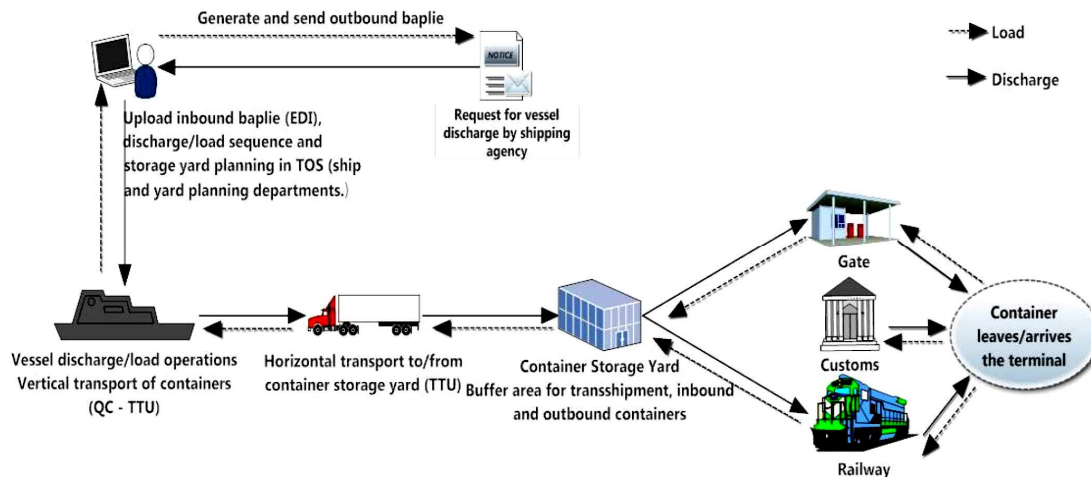 Generate and send outbound baplie
NOTICE
Load
Discharge
Request for vessel
discharge by shipping
agency
Upload inbound baplie (EDI),
discharge/load sequence and
storage yard planning in TOS (ship
and yard planning departments.)
Gate
Customs
Railway
Container
leaves/arrives
the terminal
Vessel discharge/load operations
Vertical transport of containers
(QC - TTU)
Horizontal transport to/from
container storage yard (TTU)
Container Storage Yard
Buffer area for transshipment, inbound
and outbound containers